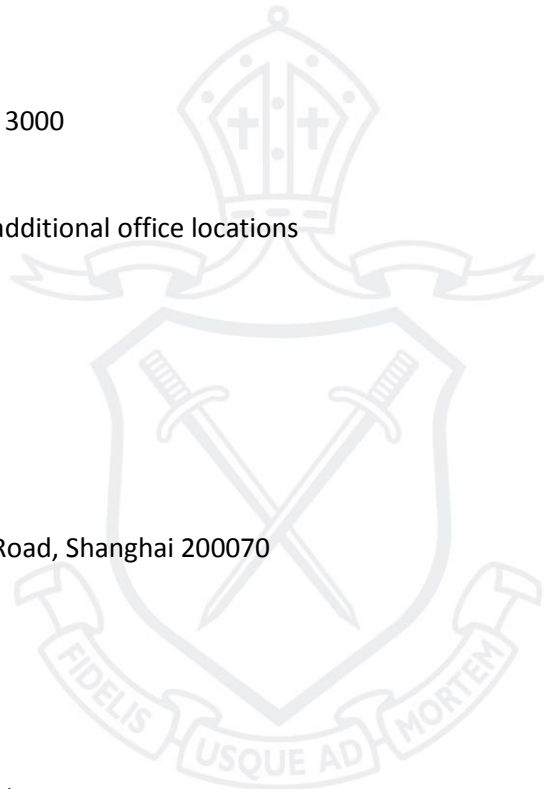 3000
additional office locations
Road, Shanghai 200070
FIDELIS USQUE AD MORTEM